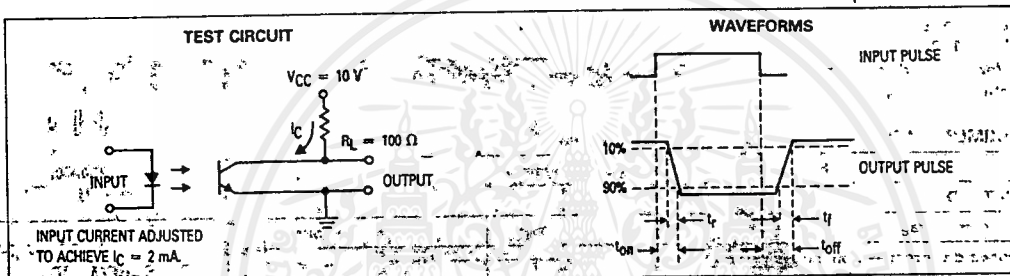 TEST CIRCUIT
VCC = 10 V
IC
RL = 100 Ω
INPUT
OUTPUT
INPUT CURRENT ADJUSTED
TO ACHIEVE IC = 2 mA.
WAVEFORMS
INPUT PULSE
10%
OUTPUT PULSE
90%
tr
tf
ton
toff